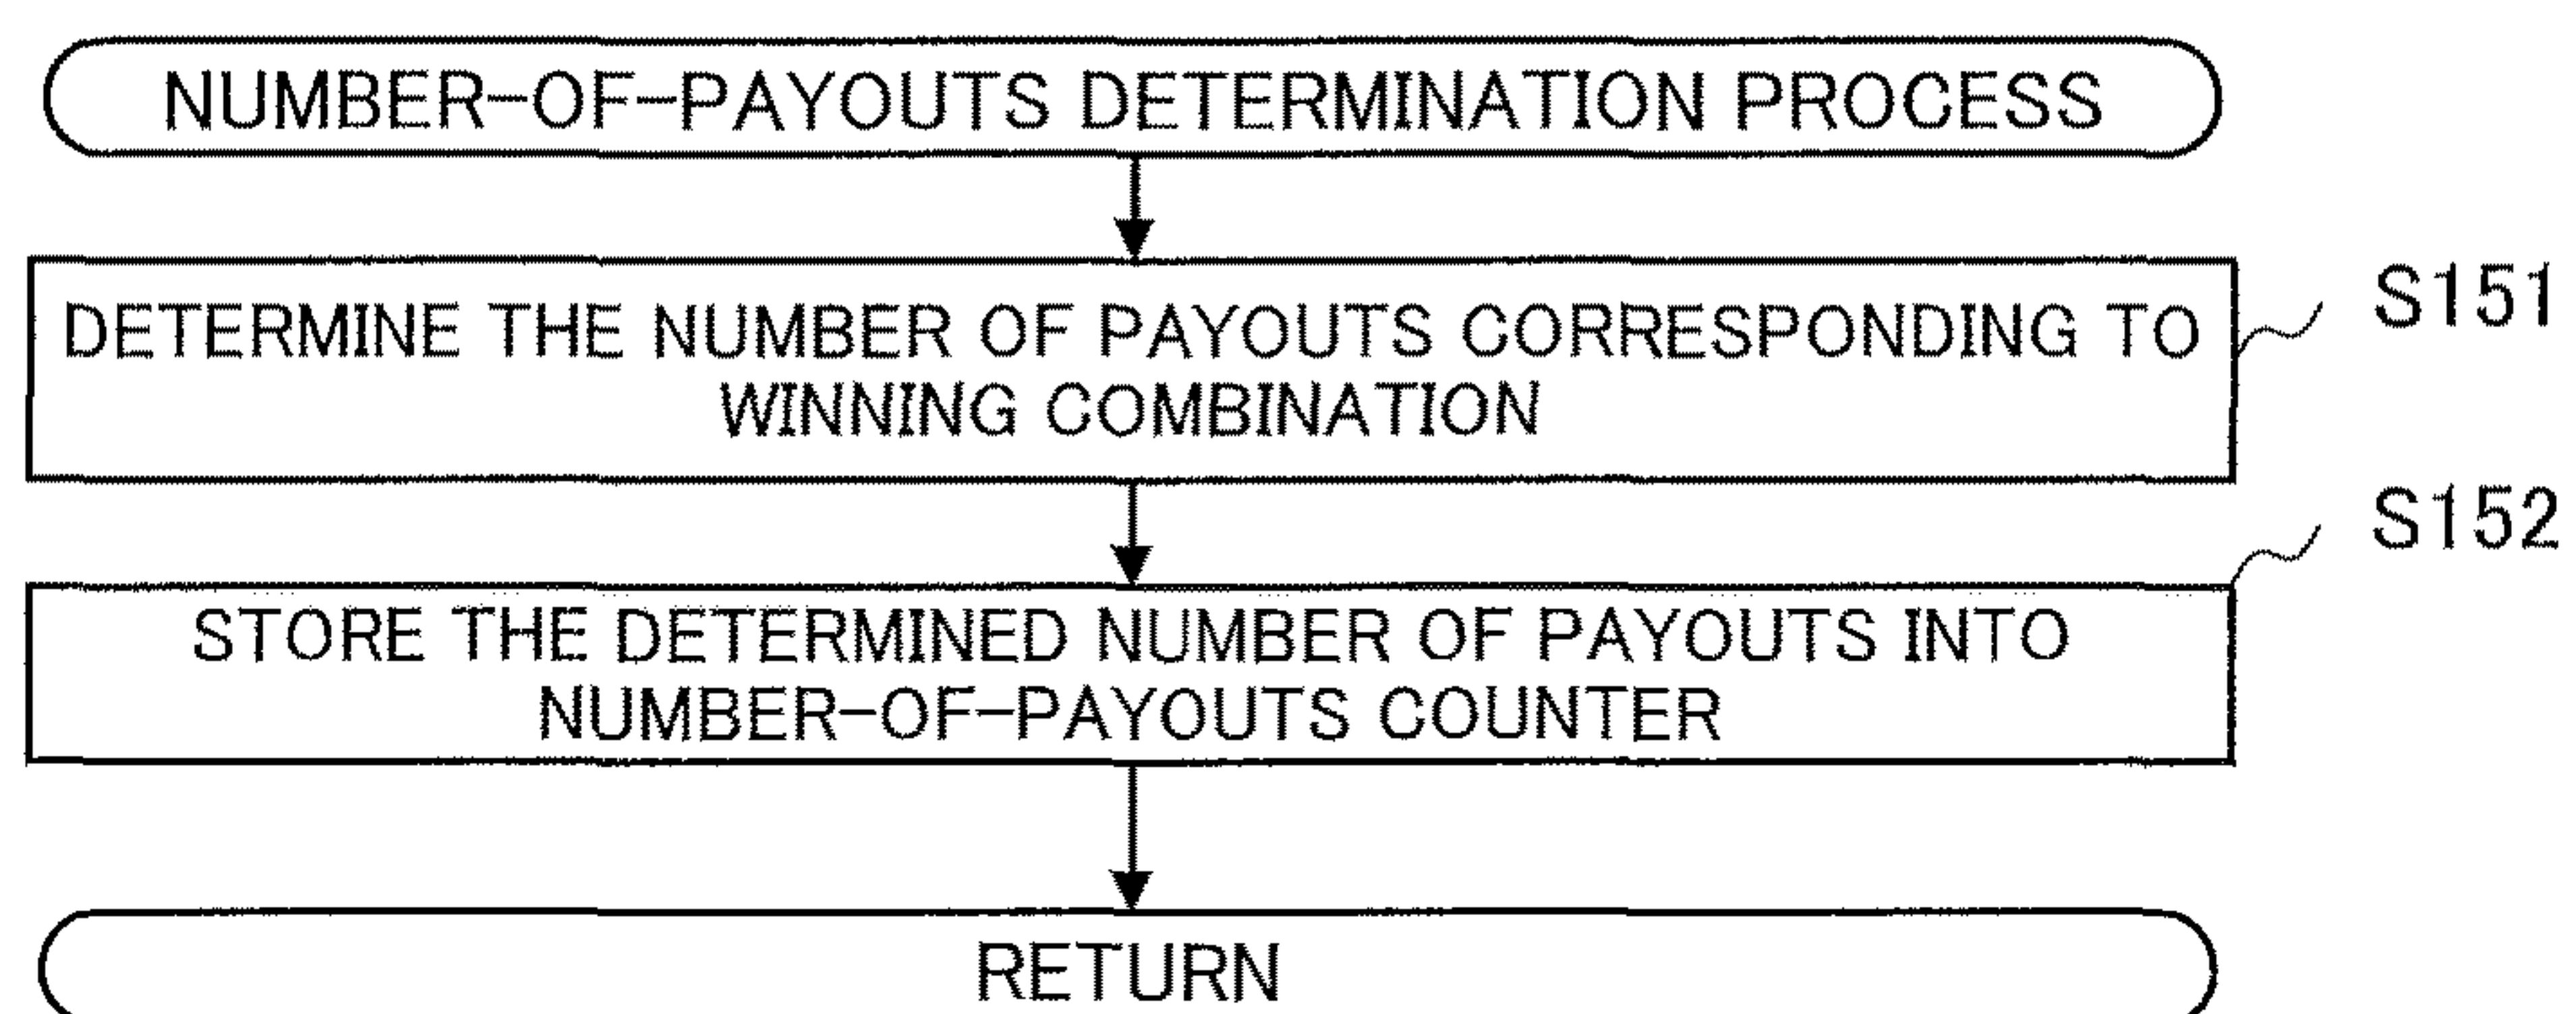 NUMBER-OF-PAYOUTS DETERMINATION PROCESS
DETERMINE THE NUMBER OF PAYOUTS CORRESPONDING TO
WINNING COMBINATION
S151
STORE THE DETERMINED NUMBER OF PAYOUTS INTO
NUMBER-OF-PAYOUTS COUNTER
S152
RETURN